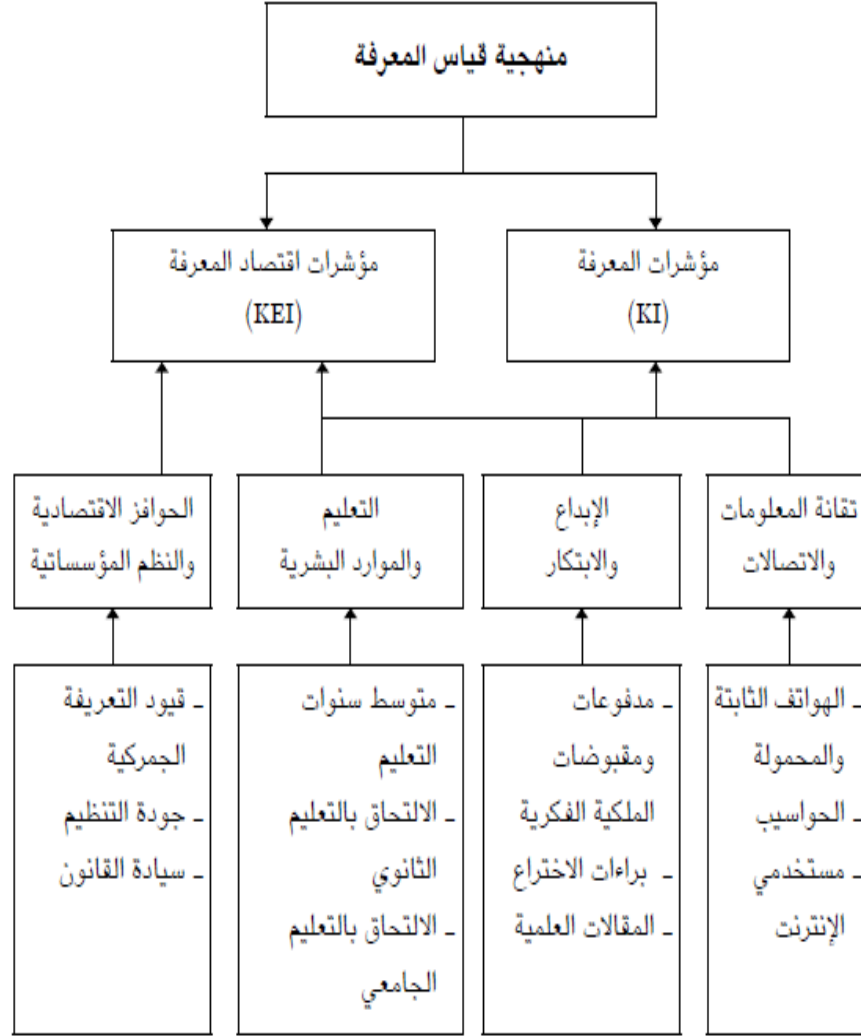 منهجية قياس المعرفة
مؤشرات المعرفة
(KI)
مؤشرات اقتصاد المعرفة
(KEI)
تقانة المعلومات
والاتصالات
الإبداع
والابتكار
التعليم
والموارد البشرية
الحوافز الاقتصادية
والنظم المؤسساتية
ـ الهواتف الثابتة
والمحمولة
ـ الحواسيب
ـ مستخدمي
الإنترنت
ـ مدفوعات
ومقبوضات
الملكية الفكرية
ـ براءات الاختراع
ـ المقالات العلمية
ـ متوسط سنوات
التعليم
ـ الالتحاق بالتعليم
الثانوي
ـ الالتحاق بالتعليم
الجامعي
ـ قيود التعريفة
الجمركية
ـ جودة التنظيم
ـ سيادة القانون